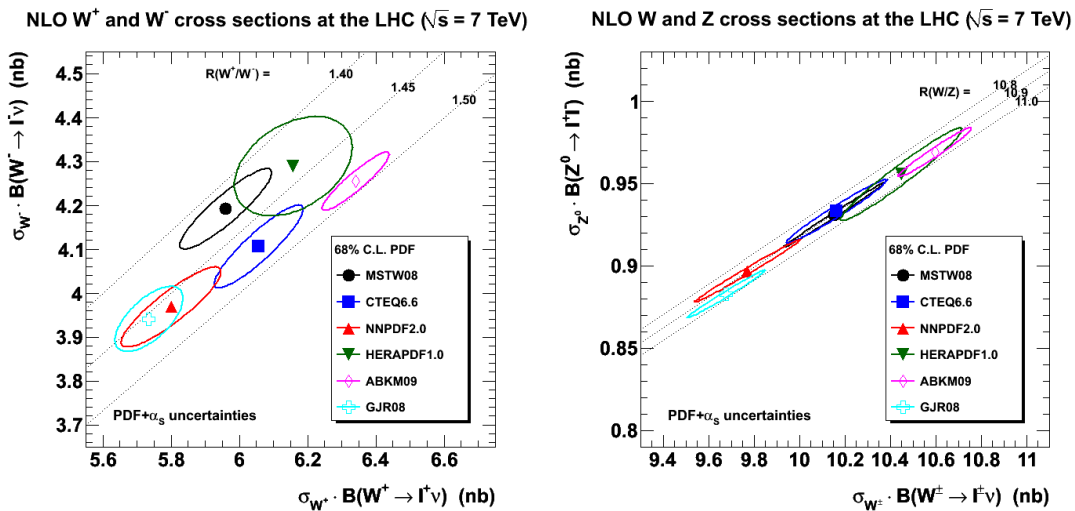 NLO W⁺ and W⁻ cross sections at the LHC (√s = 7 TeV)
σ_W⁻ · B(W⁻ → l⁻ν) (nb)
4.5
4.4
4.3
4.2
4.1
4
3.9
3.8
3.7
R(W⁺/W⁻) =
1.40
1.45
1.50
68% C.L. PDF
MSTW08
CTEQ6.6
NNPDF2.0
HERAPDF1.0
ABKM09
GJR08
PDF+α_S uncertainties
5.6 5.8 6 6.2 6.4 6.6
σ_W⁺ · B(W⁺ → l⁺ν) (nb)
NLO W and Z cross sections at the LHC (√s = 7 TeV)
σ_Z⁰ · B(Z⁰ → l⁺l⁻) (nb)
1
0.95
0.9
0.85
0.8
R(W/Z) =
10.8
10.9
11.0
68% C.L. PDF
MSTW08
CTEQ6.6
NNPDF2.0
HERAPDF1.0
ABKM09
GJR08
PDF+α_S uncertainties
9.4 9.6 9.8 10 10.2 10.4 10.6 10.8 11
σ_W± · B(W± → l±ν) (nb)